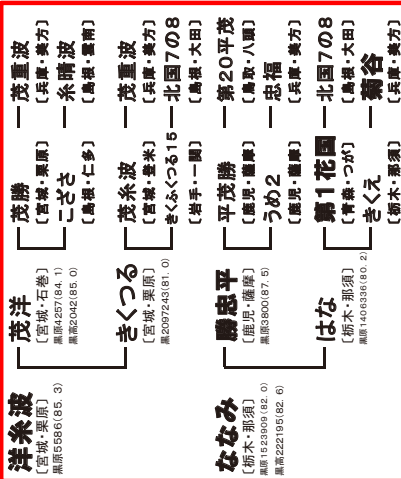 洋糸波
[宮城・栗原]
黒原5586(85. 3)
茂洋
[宮城・石巻]
黒原4257(84. 1)
黒高2042(85. 0)
茂勝
[宮城・栗原]
茂重波
[兵庫・美方]
糸晴波
[島根・雲南]
こざさ
[島根・仁多]
きくつる
[宮城・栗原]
黒2097243(81. 0)
茂糸波
[宮城・登米]
茂重波
[兵庫・美方]
北国7の8
[島根・大田]
きくふくつる15
[岩手・一関]
ななみ
[栃木・那須]
黒原1523909(82. 0)
黒高222195(82. 6)
勝忠平
[鹿児・薩摩]
黒原3800(87. 5)
平茂勝
[鹿児・薩摩]
第20平茂
[鳥取・八頭]
忠福
[兵庫・美方]
うめ2
[鹿児・薩摩]
はな
[栃木・那須]
黒原1406336(80. 2)
第1花国
[青森・つが]
北国7の8
[島根・大田]
菊谷
[兵庫・美方]
きくえ
[栃木・那須]